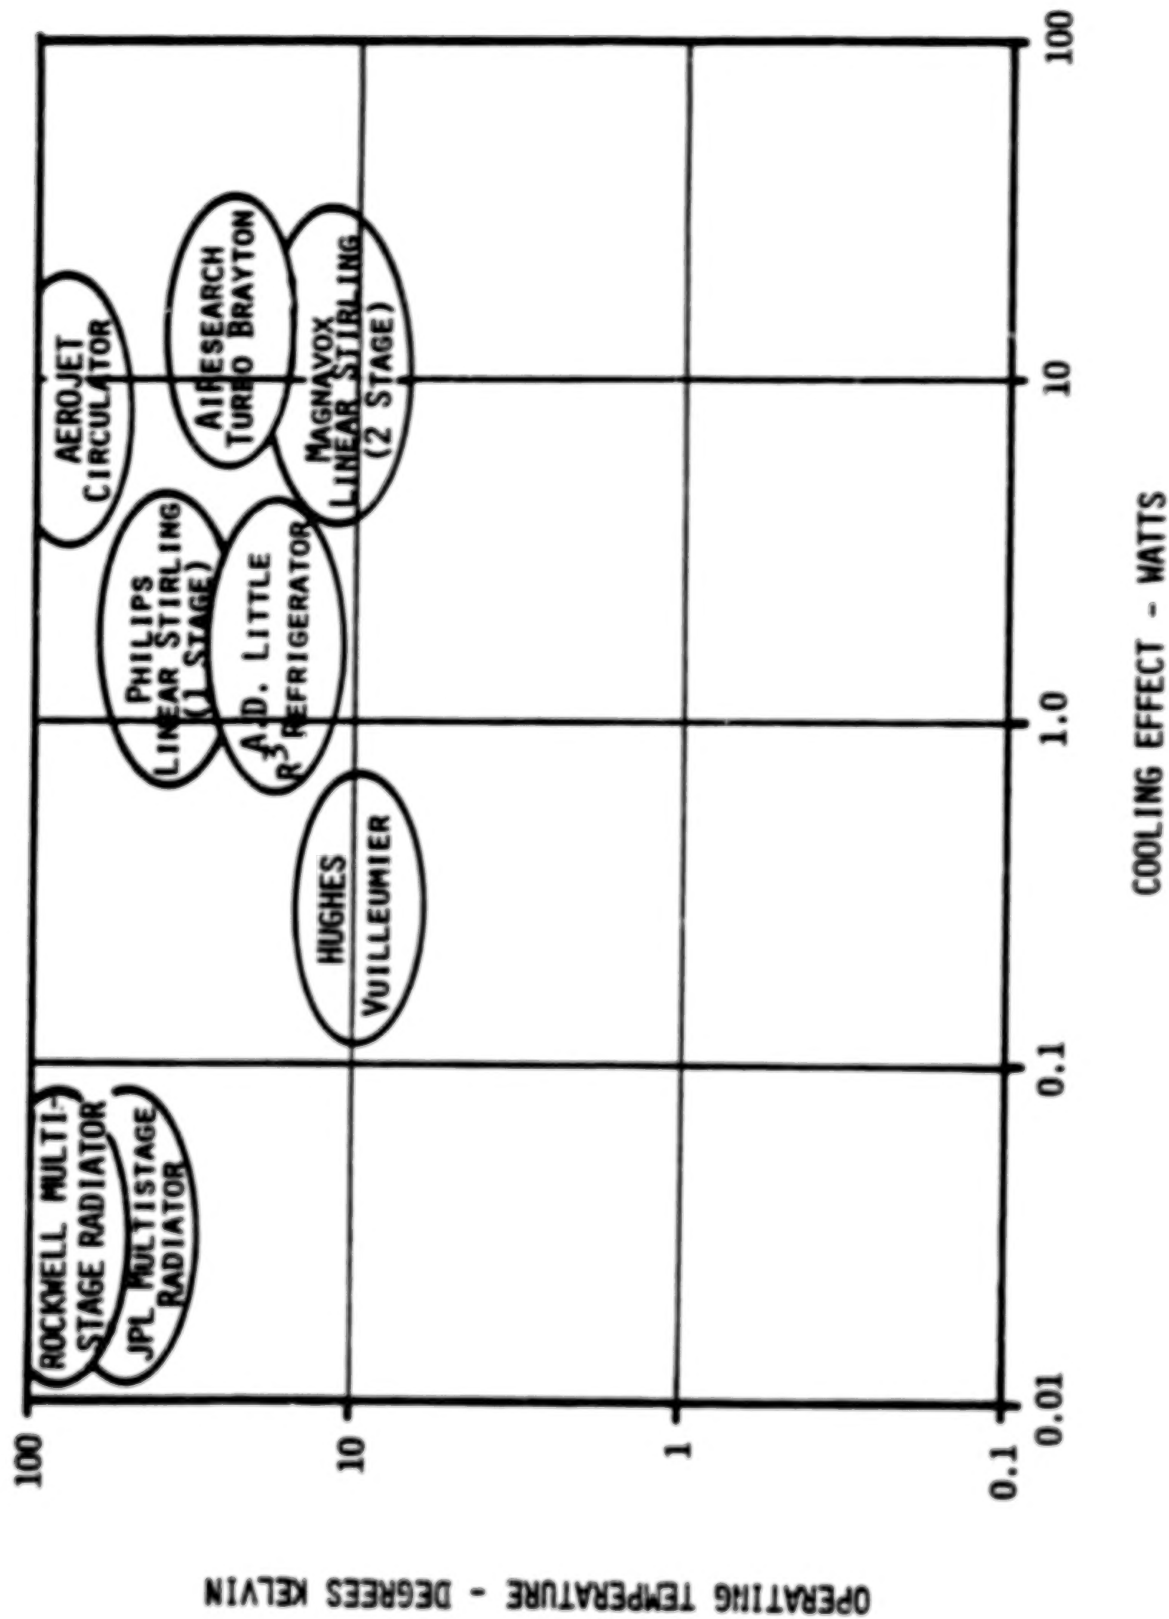 100
10
1
0.1
OPERATING TEMPERATURE - DEGREES KELVIN
ROCKWELL MULTI-
STAGE RADIATOR
JPL MULTISTAGE
RADIATOR
HUGHES
VUILLEUMIER
PHILIPS
LINEAR STIRLING
(1 STAGE)
A.D. LITTLE
R³ REFRIGERATOR
AEROJET
CIRCULATOR
AIRESEARCH
TURBO BRAYTON
MAGNAVOX
LINEAR STIRLING
(2 STAGE)
0.01
0.1
1.0
10
100
COOLING EFFECT - WATTS